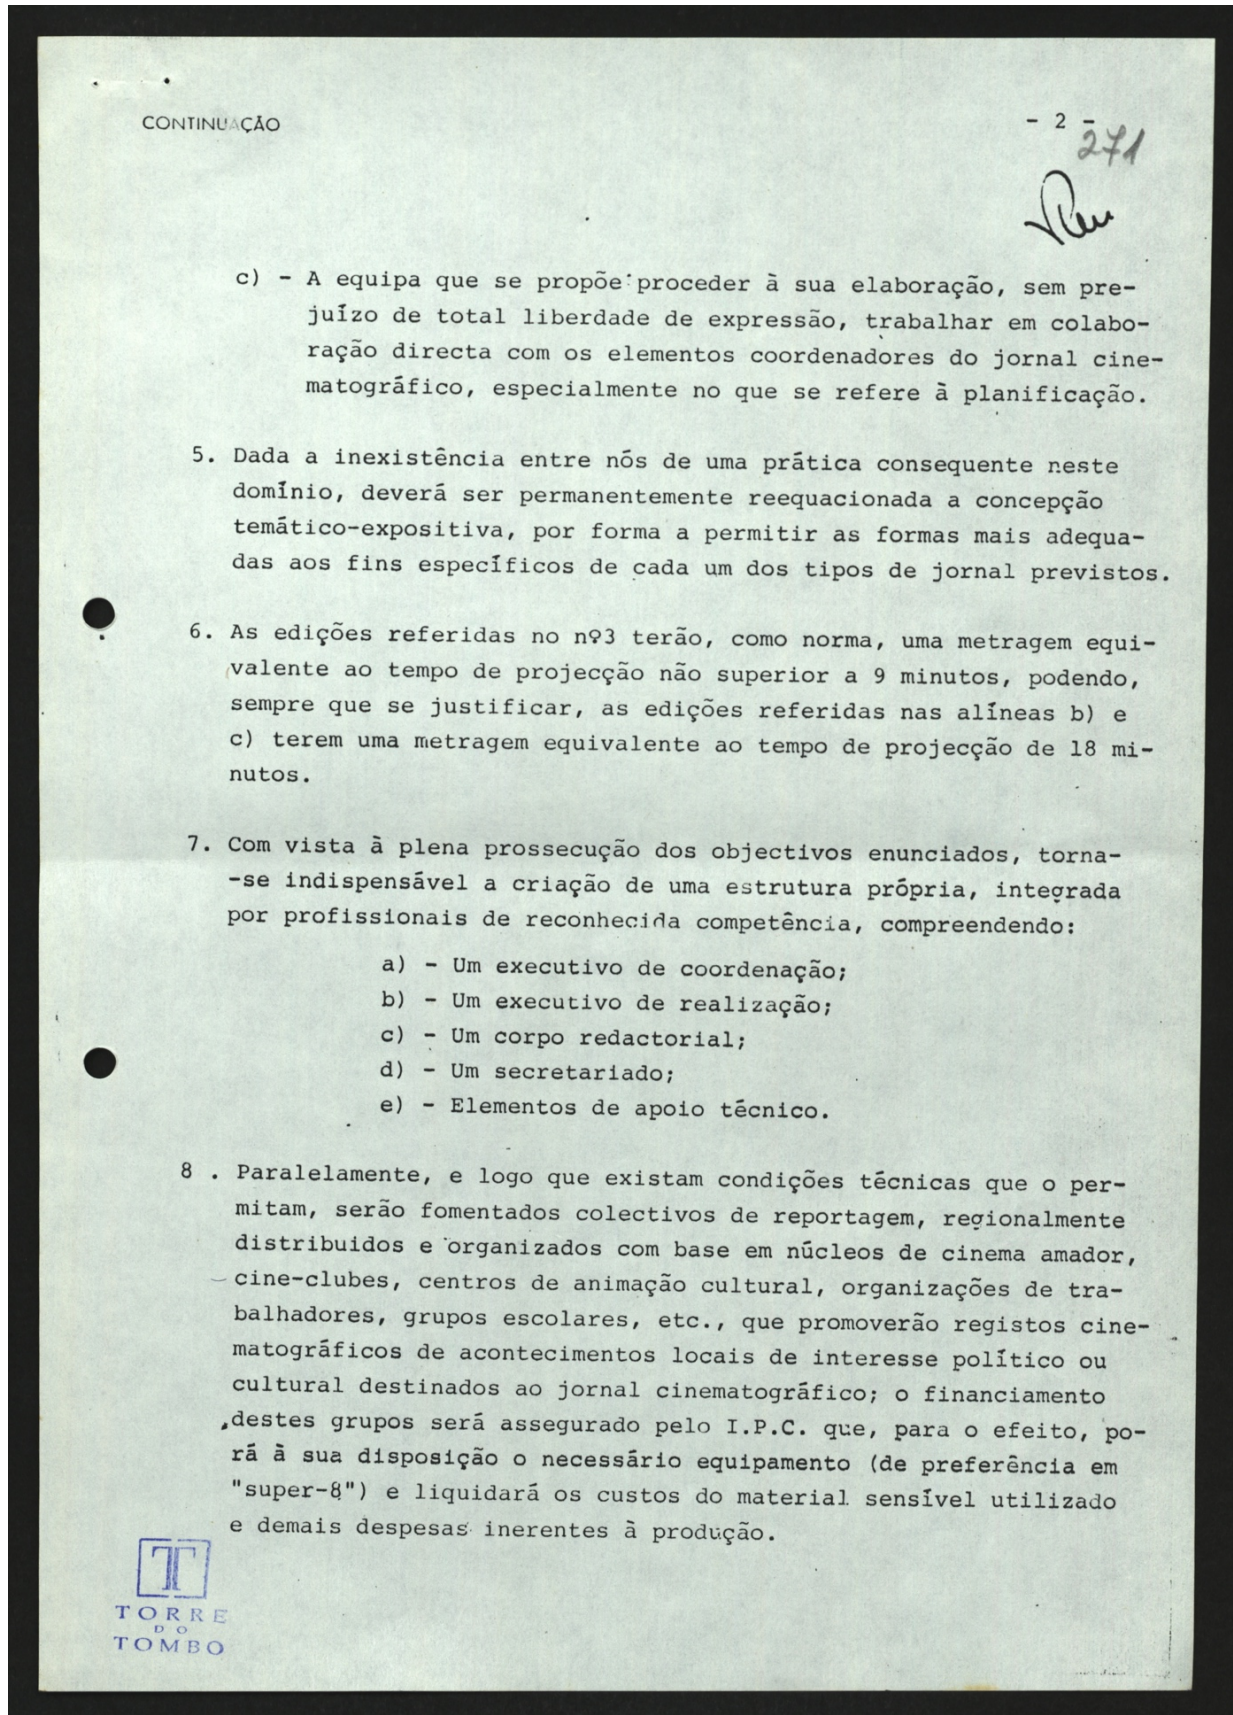 CONTINUAÇÃO
- 2 -
271
c) - A equipa que se propõe proceder à sua elaboração, sem pre-
juízo de total liberdade de expressão, trabalhar em colabo-
ração directa com os elementos coordenadores do jornal cine-
matográfico, especialmente no que se refere à planificação.
5. Dada a inexistência entre nós de uma prática consequente neste
domínio, deverá ser permanentemente reequacionada a concepção
temático-expositiva, por forma a permitir as formas mais adequa-
das aos fins específicos de cada um dos tipos de jornal previstos.
6. As edições referidas no nº3 terão, como norma, uma metragem equi-
valente ao tempo de projecção não superior a 9 minutos, podendo,
sempre que se justificar, as edições referidas nas alíneas b) e
c) terem uma metragem equivalente ao tempo de projecção de 18 mi-
nutos.
7. Com vista à plena prossecução dos objectivos enunciados, torna-
-se indispensável a criação de uma estrutura própria, integrada
por profissionais de reconhecida competência, compreendendo:
a) - Um executivo de coordenação;
b) - Um executivo de realização;
c) - Um corpo redactorial;
d) - Um secretariado;
e) - Elementos de apoio técnico.
8 . Paralelamente, e logo que existam condições técnicas que o per-
mitam, serão fomentados colectivos de reportagem, regionalmente
distribuidos e organizados com base em núcleos de cinema amador,
cine-clubes, centros de animação cultural, organizações de tra-
balhadores, grupos escolares, etc., que promoverão registos cine-
matográficos de acontecimentos locais de interesse político ou
cultural destinados ao jornal cinematográfico; o financiamento
destes grupos será assegurado pelo I.P.C. que, para o efeito, po-
rá à sua disposição o necessário equipamento (de preferência em
"super-8") e liquidará os custos do material sensível utilizado
e demais despesas inerentes à produção.
T
TORRE
DO
TOMBO